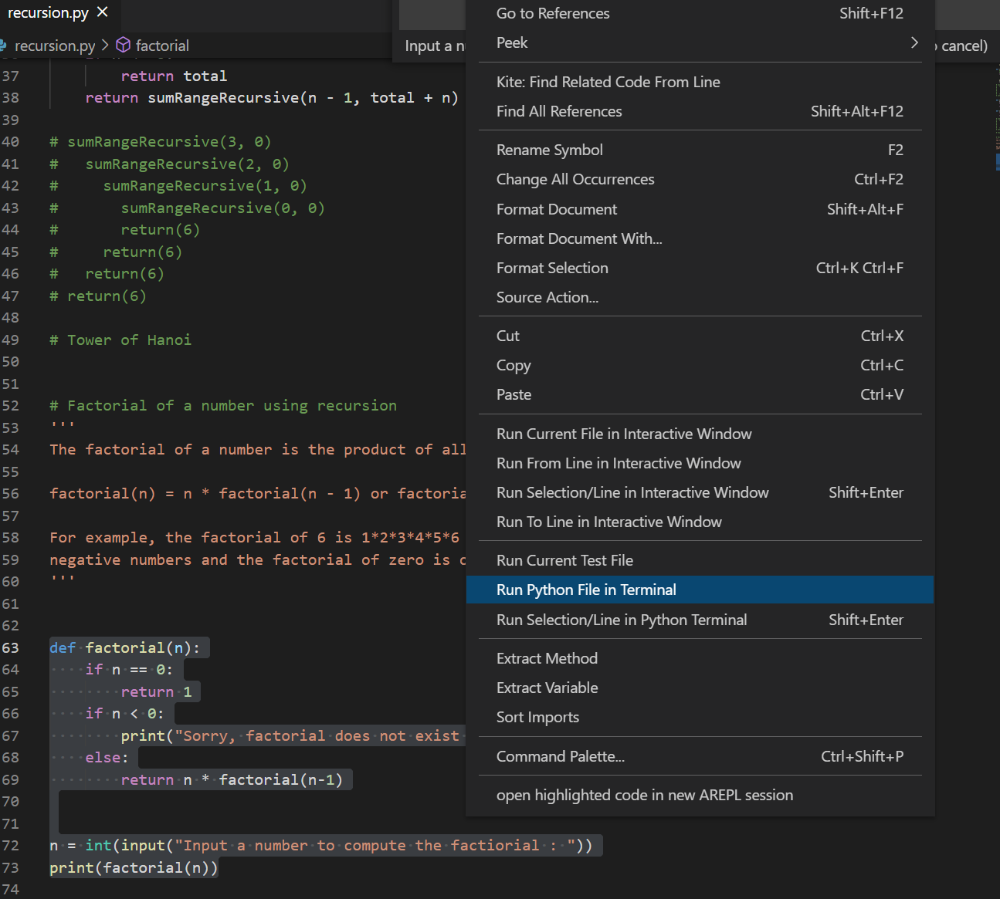 recursion.py
recursion.py > factorial
Input a n
cancel)
37 return total
38 return sumRangeRecursive(n - 1, total + n)
39
40 # sumRangeRecursive(3, 0)
41 #   sumRangeRecursive(2, 0)
42 #     sumRangeRecursive(1, 0)
43 #       sumRangeRecursive(0, 0)
44 #       return(6)
45 #     return(6)
46 #   return(6)
47 # return(6)
48
49 # Tower of Hanoi
50
51
52 # Factorial of a number using recursion
53 '''
54 The factorial of a number is the product of all
55
56 factorial(n) = n * factorial(n - 1) or factoria
57
58 For example, the factorial of 6 is 1*2*3*4*5*6
59 negative numbers and the factorial of zero is
60 '''
61
62
63 def factorial(n):
64     if n == 0:
65         return 1
66     if n < 0:
67         print("Sorry, factorial does not exist
68     else:
69         return n * factorial(n-1)
70
71
72 n = int(input("Input a number to compute the factiorial : "))
73 print(factorial(n))
74
Go to References Shift+F12
Peek >
Kite: Find Related Code From Line
Find All References Shift+Alt+F12
Rename Symbol F2
Change All Occurrences Ctrl+F2
Format Document Shift+Alt+F
Format Document With...
Format Selection Ctrl+K Ctrl+F
Source Action...
Cut Ctrl+X
Copy Ctrl+C
Paste Ctrl+V
Run Current File in Interactive Window
Run From Line in Interactive Window
Run Selection/Line in Interactive Window Shift+Enter
Run To Line in Interactive Window
Run Current Test File
Run Python File in Terminal
Run Selection/Line in Python Terminal Shift+Enter
Extract Method
Extract Variable
Sort Imports
Command Palette... Ctrl+Shift+P
open highlighted code in new AREPL session